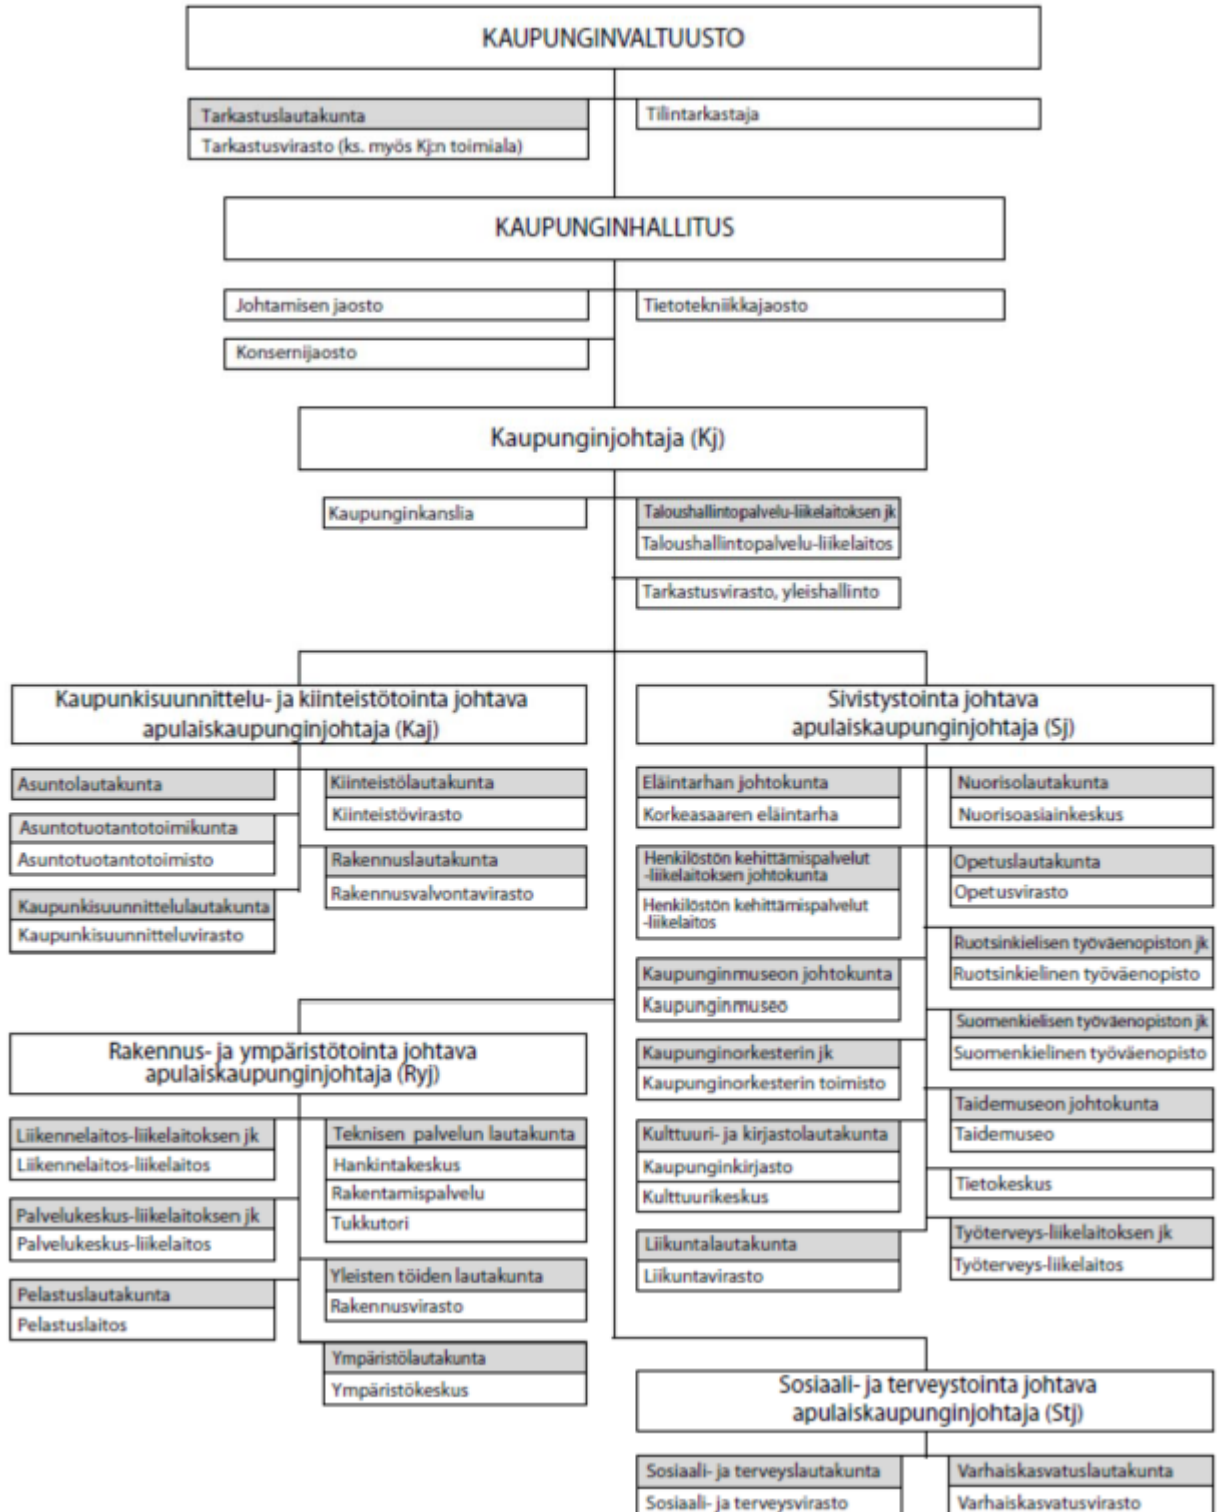 KAUPUNGINVALTUUSTO
Tarkastuslautakunta
Tarkastusvirasto (ks. myös Kj:n toimiala)
Tilintarkastaja
KAUPUNGINHALLITUS
Johtamisen jaosto
Tietotekniikkajaosto
Konsernijaosto
Kaupunginjohtaja (Kj)
Kaupunginkanslia
Taloushallintopalvelu-liikelaitoksen jk
Taloushallintopalvelu-liikelaitos
Tarkastusvirasto, yleishallinto
Kaupunkisuunnittelu- ja kiinteistötointa johtava
apulaiskaupunginjohtaja (Kaj)
Asuntolautakunta
Asuntotuotantotoimikunta
Asuntotuotantotoimisto
Kaupunkisuunnittelulautakunta
Kaupunkisuunnitteluvirasto
Kiinteistölautakunta
Kiinteistövirasto
Rakennuslautakunta
Rakennusvalvontavirasto
Sivistystointa johtava
apulaiskaupunginjohtaja (Sj)
Eläintarhan johtokunta
Korkeasaaren eläintarha
Henkilöstön kehittämispalvelut
-liikelaitoksen johtokunta
Henkilöstön kehittämispalvelut
-liikelaitos
Kaupunginmuseon johtokunta
Kaupunginmuseo
Kaupunginorkesterin jk
Kaupunginorkesterin toimisto
Kulttuuri- ja kirjastolautakunta
Kaupunginkirjasto
Kulttuurikeskus
Liikuntalautakunta
Liikuntavirasto
Nuorisolautakunta
Nuorisoasiainkeskus
Opetuslautakunta
Opetusvirasto
Ruotsinkielisen työväenopiston jk
Ruotsinkielinen työväenopisto
Suomenkielisen työväenopiston jk
Suomenkielinen työväenopisto
Taidemuseon johtokunta
Taidemuseo
Tietokeskus
Työterveys-liikelaitoksen jk
Työterveys-liikelaitos
Rakennus- ja ympäristötointa johtava
apulaiskaupunginjohtaja (Ryj)
Liikennelaitos-liikelaitoksen jk
Liikennelaitos-liikelaitos
Palvelukeskus-liikelaitoksen jk
Palvelukeskus-liikelaitos
Pelastuslautakunta
Pelastuslaitos
Teknisen palvelun lautakunta
Hankintakeskus
Rakentamispalvelu
Tukkutori
Yleisten töiden lautakunta
Rakennusvirasto
Ympäristölautakunta
Ympäristökeskus
Sosiaali- ja terveystointa johtava
apulaiskaupunginjohtaja (Stj)
Sosiaali- ja terveyslautakunta
Sosiaali- ja terveysvirasto
Varhaiskasvatuslautakunta
Varhaiskasvatusvirasto